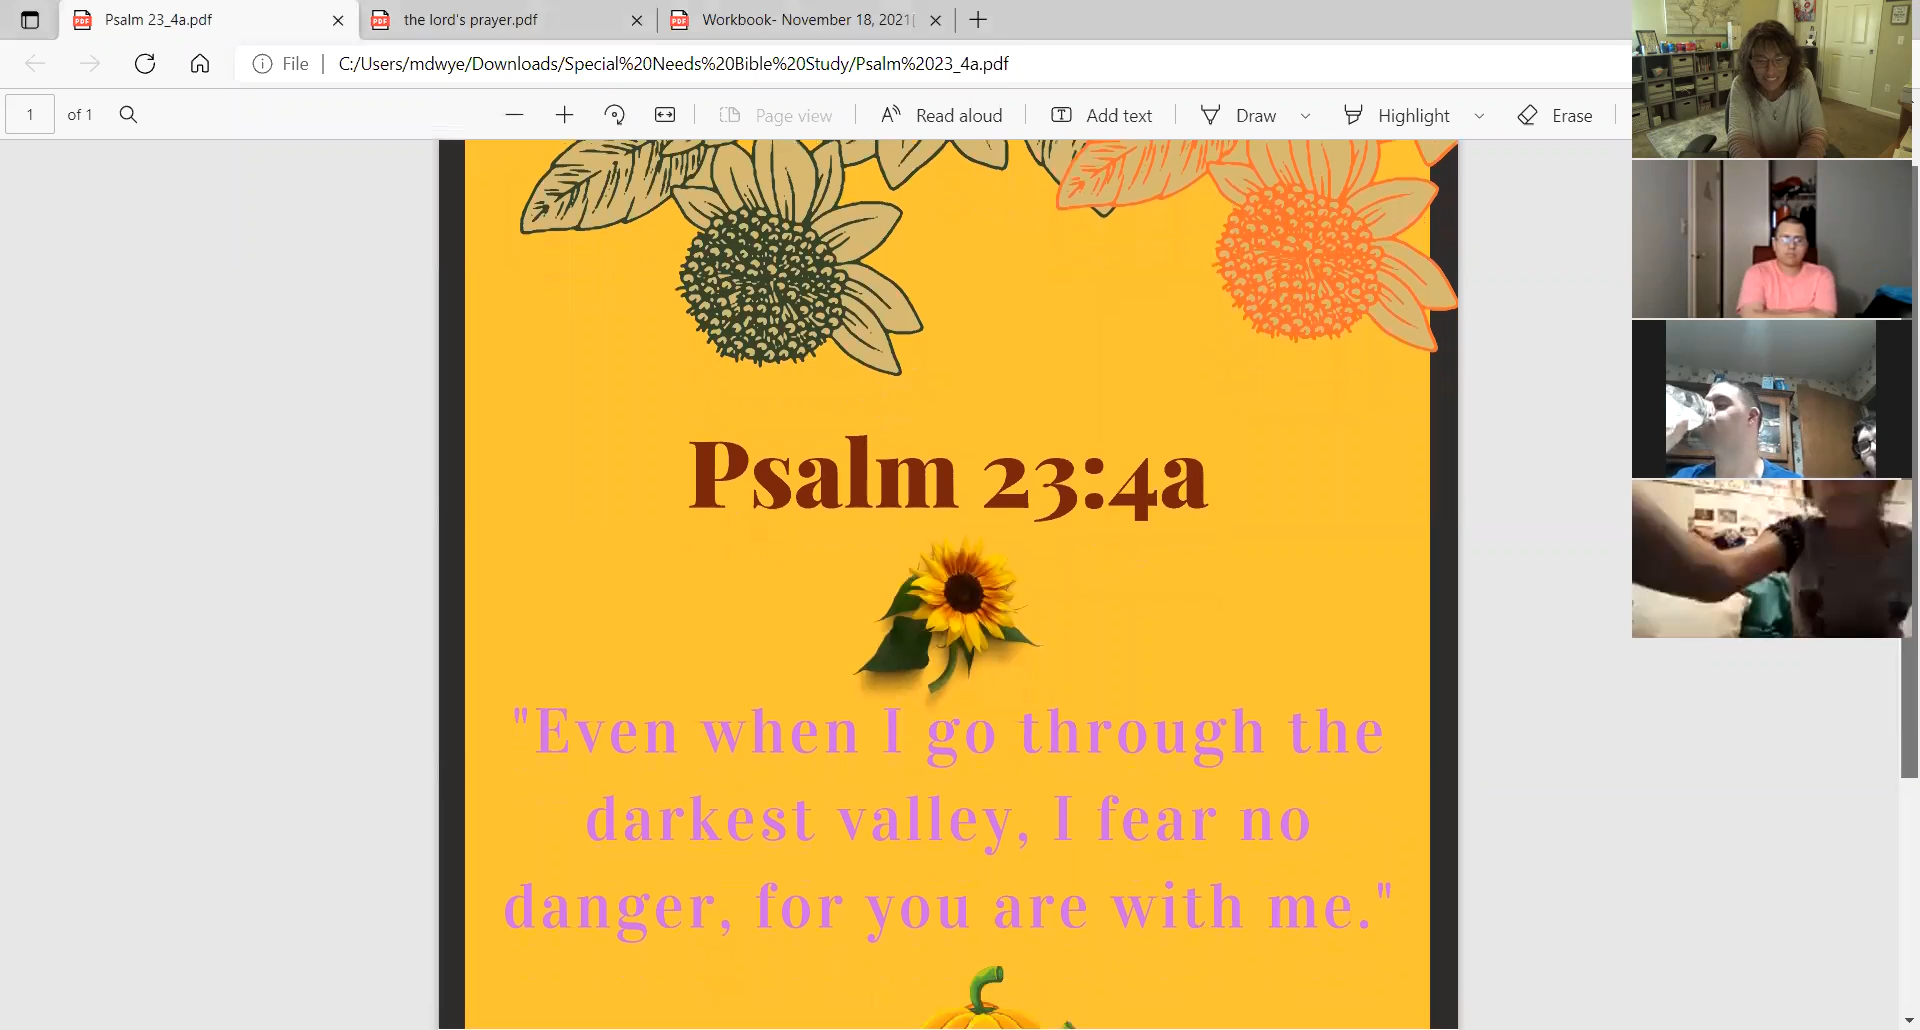 Psalm 23_4a.pdf
the lord's prayer.pdf
Workbook- November 18, 2021
File
C:/Users/mdwye/Downloads/Special%20Needs%20Bible%20Study/Psalm%2023_4a.pdf
1 of 1
Page view
Read aloud
Add text
Draw
Highlight
Erase
Psalm 23:4a
"Even when I go through the
darkest valley, I fear no
danger, for you are with me."